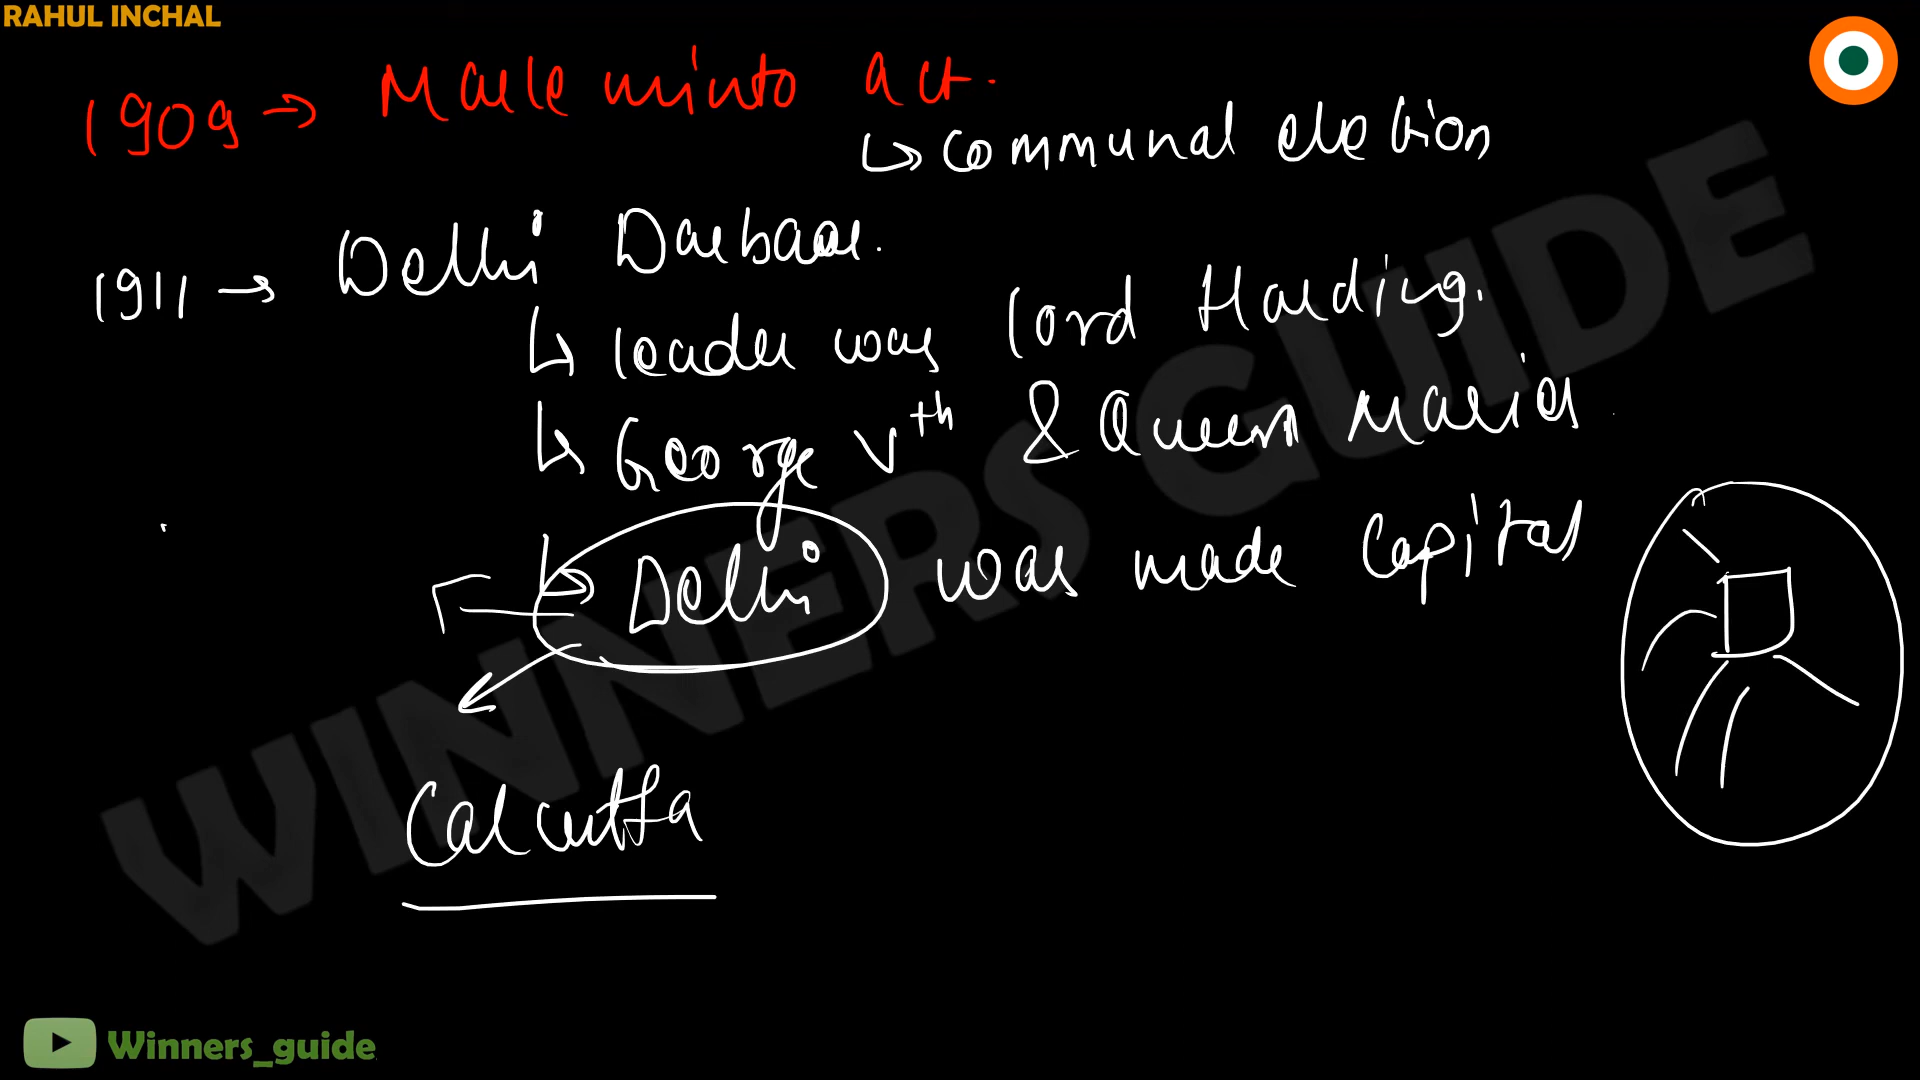 RAHUL INCHAL
1909 → Marle minto act.
↳ communal election
1911 → Delhi Darbaar.
↳ leader was lord Harding.
↳ George Vth & Queen Maria
↳ Delhi was made Capital
Calcutta
WINNERS GUIDE
Winners_guide